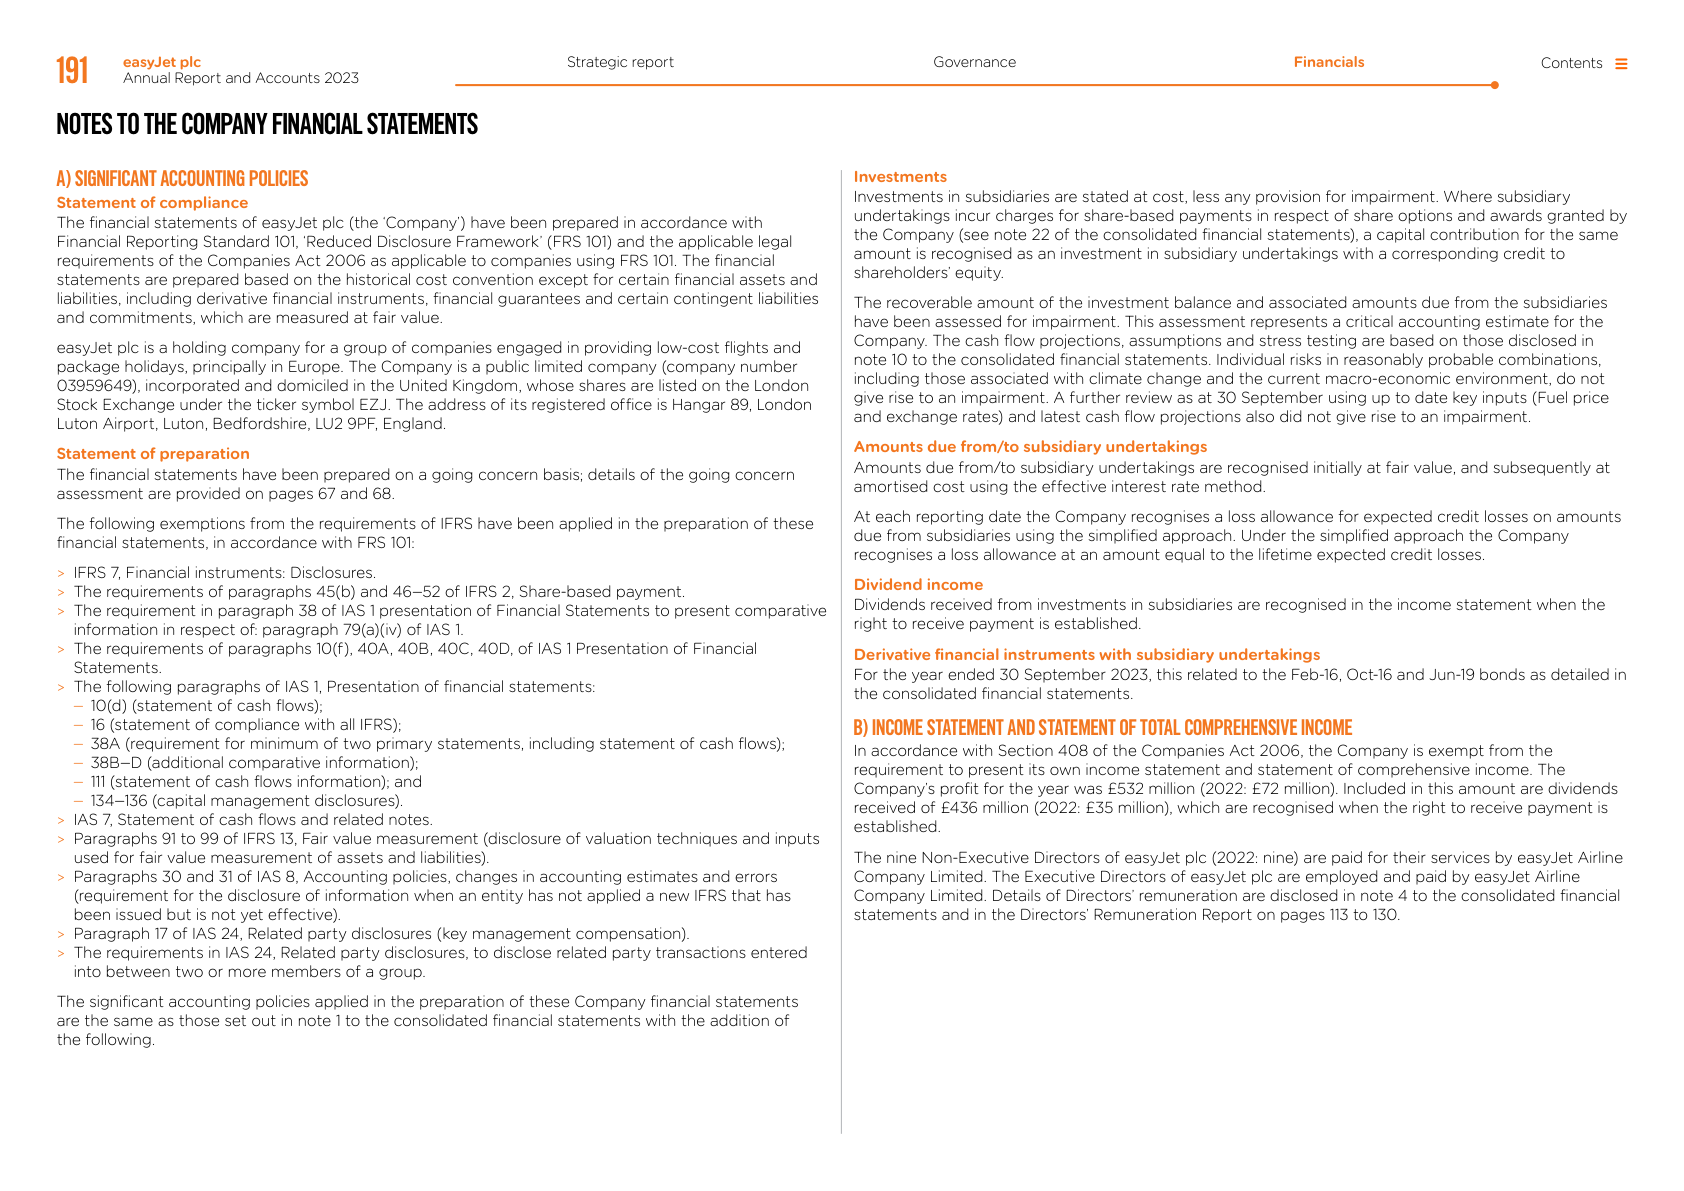 191
easyJet plc
Annual Report and Accounts 2023
Strategic report
Governance
Financials
Contents
NOTES TO THE COMPANY FINANCIAL STATEMENTS
A) SIGNIFICANT ACCOUNTING POLICIES
Statement of compliance
The financial statements of easyJet plc (the ‘Company’) have been prepared in accordance with
Financial Reporting Standard 101, ‘Reduced Disclosure Framework’ (FRS 101) and the applicable legal
requirements of the Companies Act 2006 as applicable to companies using FRS 101. The financial
statements are prepared based on the historical cost convention except for certain financial assets and
liabilities, including derivative financial instruments, financial guarantees and certain contingent liabilities
and commitments, which are measured at fair value.
easyJet plc is a holding company for a group of companies engaged in providing low-cost flights and
package holidays, principally in Europe. The Company is a public limited company (company number
03959649), incorporated and domiciled in the United Kingdom, whose shares are listed on the London
Stock Exchange under the ticker symbol EZJ. The address of its registered office is Hangar 89, London
Luton Airport, Luton, Bedfordshire, LU2 9PF, England.
Statement of preparation
The financial statements have been prepared on a going concern basis; details of the going concern
assessment are provided on pages 67 and 68.
The following exemptions from the requirements of IFRS have been applied in the preparation of these
financial statements, in accordance with FRS 101:
> IFRS 7, Financial instruments: Disclosures.
> The requirements of paragraphs 45(b) and 46–52 of IFRS 2, Share-based payment.
> The requirement in paragraph 38 of IAS 1 presentation of Financial Statements to present comparative
information in respect of: paragraph 79(a)(iv) of IAS 1.
> The requirements of paragraphs 10(f), 40A, 40B, 40C, 40D, of IAS 1 Presentation of Financial
Statements.
> The following paragraphs of IAS 1, Presentation of financial statements:
– 10(d) (statement of cash flows);
– 16 (statement of compliance with all IFRS);
– 38A (requirement for minimum of two primary statements, including statement of cash flows);
– 38B–D (additional comparative information);
– 111 (statement of cash flows information); and
– 134–136 (capital management disclosures).
> IAS 7, Statement of cash flows and related notes.
> Paragraphs 91 to 99 of IFRS 13, Fair value measurement (disclosure of valuation techniques and inputs
used for fair value measurement of assets and liabilities).
> Paragraphs 30 and 31 of IAS 8, Accounting policies, changes in accounting estimates and errors
(requirement for the disclosure of information when an entity has not applied a new IFRS that has
been issued but is not yet effective).
> Paragraph 17 of IAS 24, Related party disclosures (key management compensation).
> The requirements in IAS 24, Related party disclosures, to disclose related party transactions entered
into between two or more members of a group.
The significant accounting policies applied in the preparation of these Company financial statements
are the same as those set out in note 1 to the consolidated financial statements with the addition of
the following.
Investments
Investments in subsidiaries are stated at cost, less any provision for impairment. Where subsidiary
undertakings incur charges for share-based payments in respect of share options and awards granted by
the Company (see note 22 of the consolidated financial statements), a capital contribution for the same
amount is recognised as an investment in subsidiary undertakings with a corresponding credit to
shareholders’ equity.
The recoverable amount of the investment balance and associated amounts due from the subsidiaries
have been assessed for impairment. This assessment represents a critical accounting estimate for the
Company. The cash flow projections, assumptions and stress testing are based on those disclosed in
note 10 to the consolidated financial statements. Individual risks in reasonably probable combinations,
including those associated with climate change and the current macro-economic environment, do not
give rise to an impairment. A further review as at 30 September using up to date key inputs (Fuel price
and exchange rates) and latest cash flow projections also did not give rise to an impairment.
Amounts due from/to subsidiary undertakings
Amounts due from/to subsidiary undertakings are recognised initially at fair value, and subsequently at
amortised cost using the effective interest rate method.
At each reporting date the Company recognises a loss allowance for expected credit losses on amounts
due from subsidiaries using the simplified approach. Under the simplified approach the Company
recognises a loss allowance at an amount equal to the lifetime expected credit losses.
Dividend income
Dividends received from investments in subsidiaries are recognised in the income statement when the
right to receive payment is established.
Derivative financial instruments with subsidiary undertakings
For the year ended 30 September 2023, this related to the Feb-16, Oct-16 and Jun-19 bonds as detailed in
the consolidated financial statements.
B) INCOME STATEMENT AND STATEMENT OF TOTAL COMPREHENSIVE INCOME
In accordance with Section 408 of the Companies Act 2006, the Company is exempt from the
requirement to present its own income statement and statement of comprehensive income. The
Company’s profit for the year was £532 million (2022: £72 million). Included in this amount are dividends
received of £436 million (2022: £35 million), which are recognised when the right to receive payment is
established.
The nine Non-Executive Directors of easyJet plc (2022: nine) are paid for their services by easyJet Airline
Company Limited. The Executive Directors of easyJet plc are employed and paid by easyJet Airline
Company Limited. Details of Directors’ remuneration are disclosed in note 4 to the consolidated financial
statements and in the Directors’ Remuneration Report on pages 113 to 130.